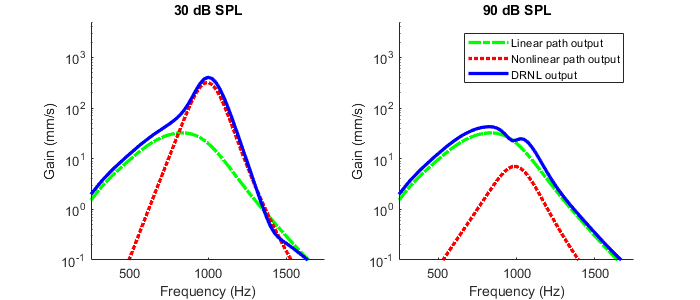 30 dB SPL
Gain (mm/s)
10^3
10^2
10^1
10^0
10^-1
500
1000
1500
Frequency (Hz)
90 dB SPL
Linear path output
Nonlinear path output
DRNL output
Gain (mm/s)
10^3
10^2
10^1
10^0
10^-1
500
1000
1500
Frequency (Hz)